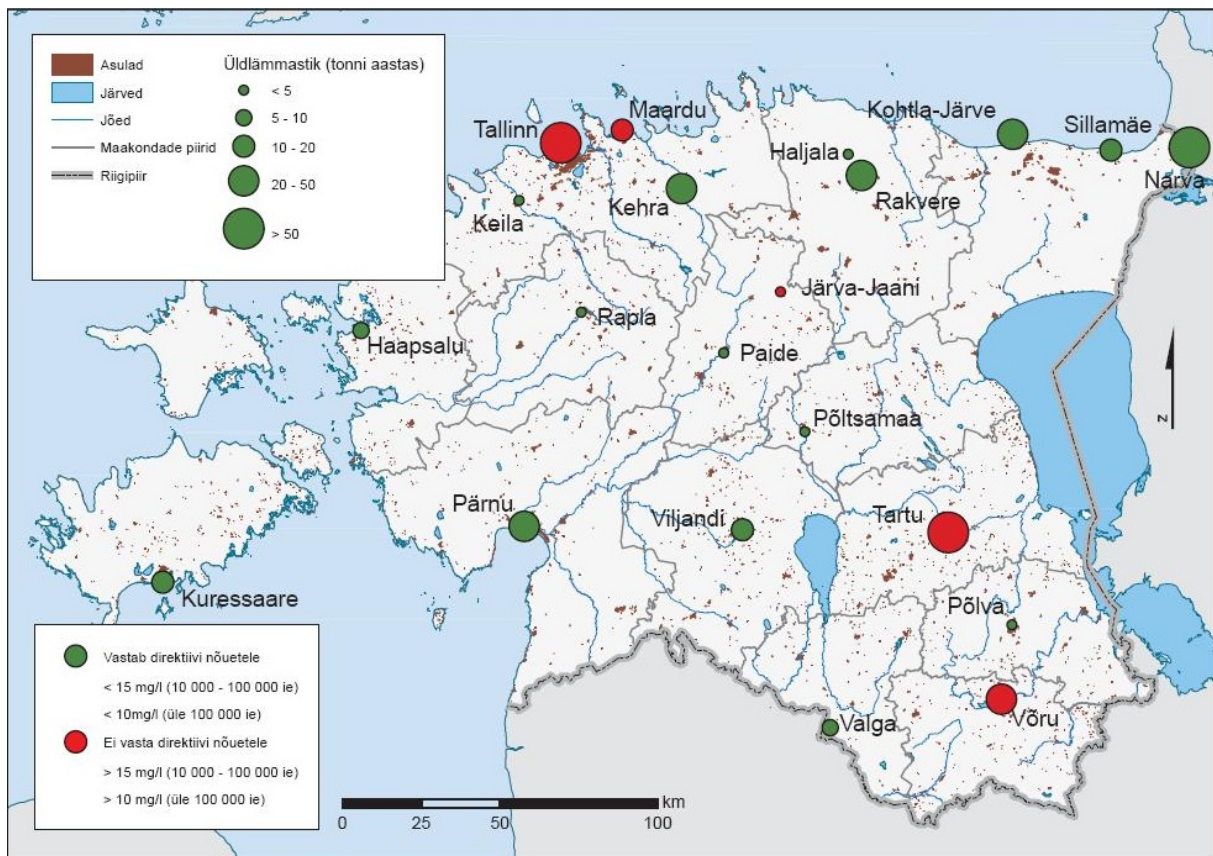 Asulad
Järved
Jõed
Maakondade piirid
Riigipiir
Üldlämmastik (tonni aastas)
< 5
5 - 10
10 - 20
20 - 50
> 50
Tallinn
Maardu
Kohtla-Järve
Sillamäe
Narva
Haljala
Rakvere
Keila
Kehra
Järva-Jaani
Rapla
Haapsalu
Paide
Põltsamaa
Pärnu
Viljandi
Tartu
Kuressaare
Põlva
Valga
Võru
N
Vastab direktiivi nõuetele
< 15 mg/l (10 000 - 100 000 ie)
< 10mg/l (üle 100 000 ie)
Ei vasta direktiivi nõuetele
> 15 mg/l (10 000 - 100 000 ie)
> 10 mg/l (üle 100 000 ie)
km
0 25 50 100